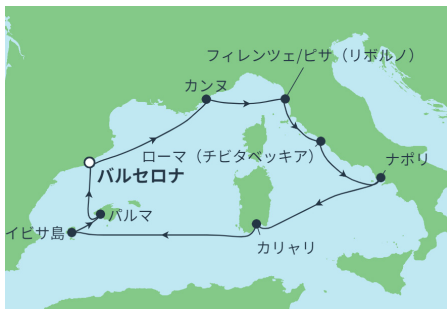 フィレンツェ/ピサ（リボルノ）
カンヌ
ローマ（チビタベッキア）
ナポリ
バルセロナ
パルマ
イビサ島
カリャリ